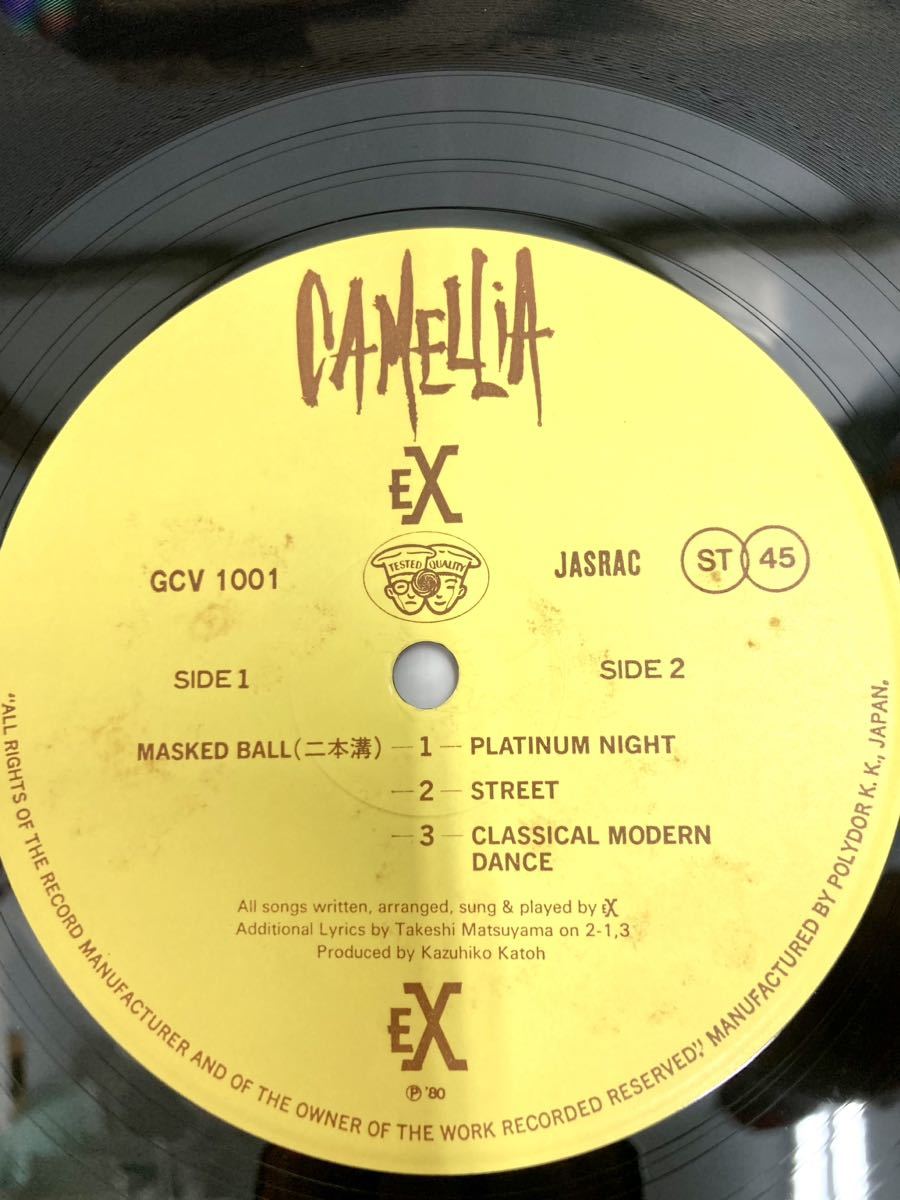 CAMELLiA
EX
TESTED QUALITY
GCV 1001
JASRAC
ST 45
SIDE 1
SIDE 2
MASKED BALL(二本溝) — 1 — PLATINUM NIGHT
— 2 — STREET
— 3 — CLASSICAL MODERN
DANCE
All songs written, arranged, sung & played by EX
Additional Lyrics by Takeshi Matsuyama on 2-1,3
Produced by Kazuhiko Katoh
EX
Ⓟ '80
"ALL RIGHTS OF THE RECORD MANUFACTURER AND OF THE OWNER OF THE WORK RECORDED RESERVED", MANUFACTURED BY POLYDOR K. K., JAPAN.